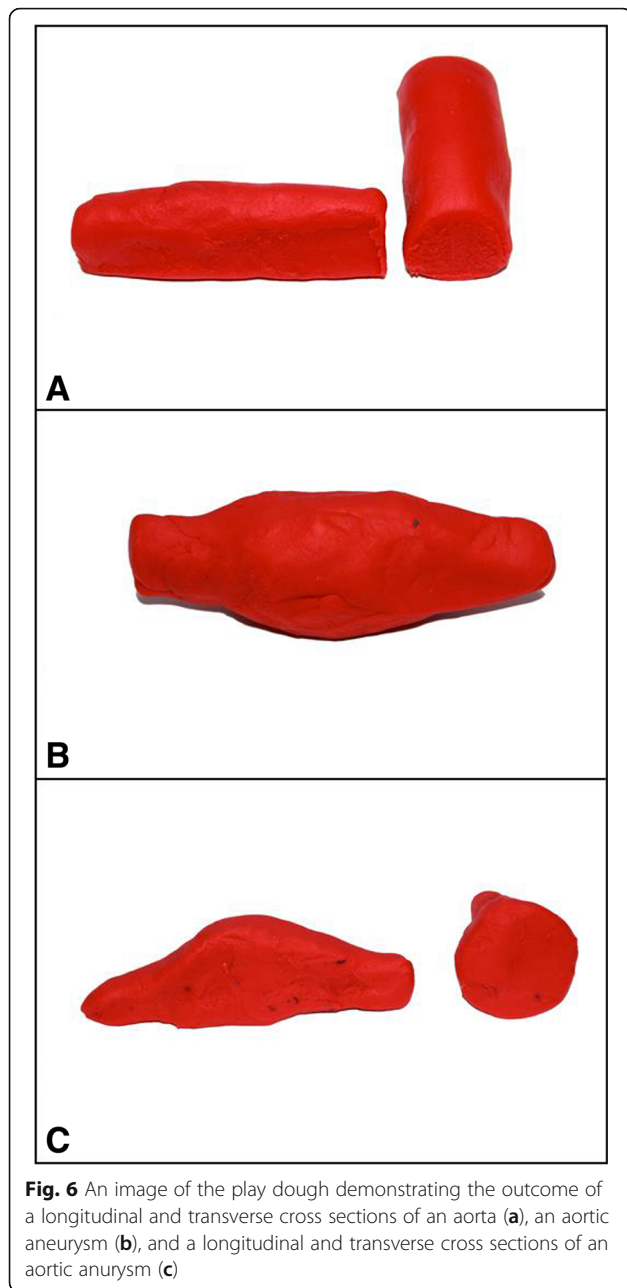 A
B
C
Fig. 6 An image of the play dough demonstrating the outcome of
a longitudinal and transverse cross sections of an aorta (a), an aortic
aneurysm (b), and a longitudinal and transverse cross sections of an
aortic anurysm (c)